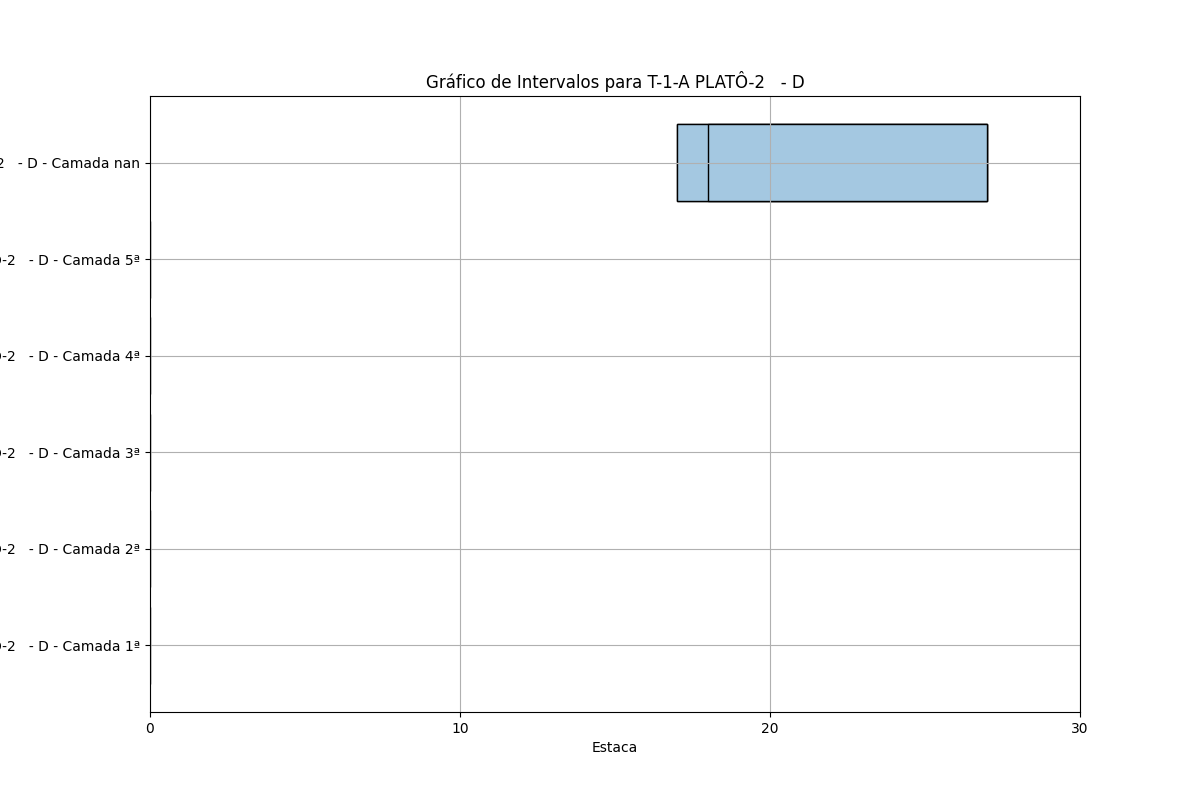 Gráfico de Intervalos para T-1-A PLATÔ-2   - D
2   - D - Camada nan
-2   - D - Camada 5ª
-2   - D - Camada 4ª
-2   - D - Camada 3ª
-2   - D - Camada 2ª
-2   - D - Camada 1ª
0 10 20 30
Estaca